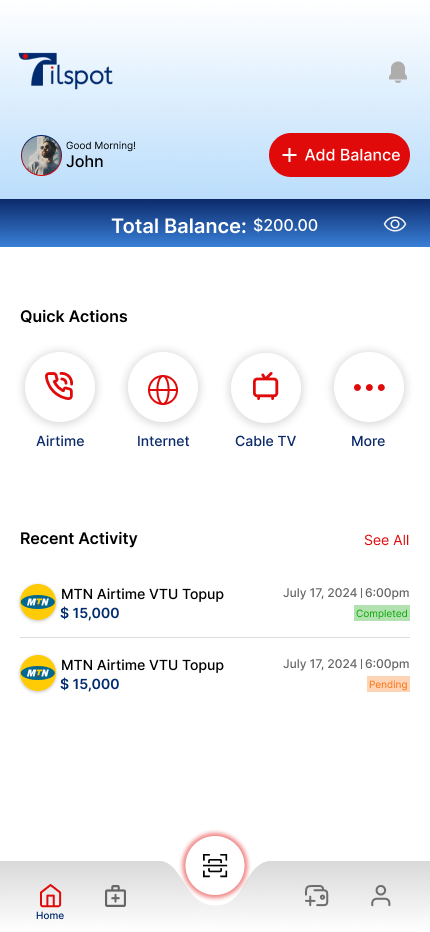 Tilspot
Good Morning!
John
Add Balance
Total Balance: $200.00
Quick Actions
Airtime
Internet
Cable TV
More
Recent Activity
See All
MTN
MTN Airtime VTU Topup
July 17, 2024 | 6:00pm
$ 15,000
Completed
MTN
MTN Airtime VTU Topup
July 17, 2024 | 6:00pm
$ 15,000
Pending
Home